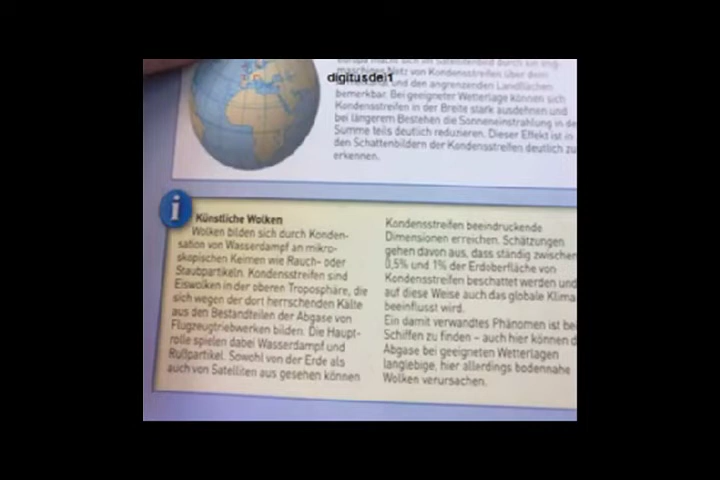 digitusde1
maschiges Netz von Kondensstreifen über dem
und den angrenzenden Landflächen
bemerkbar. Bei geeigneter Wetterlage können sich
Kondensstreifen in der Breite stark ausdehnen und
bei längerem Bestehen die Sonneneinstrahlung in de
Summe teils deutlich reduzieren. Dieser Effekt ist in
den Schattenbildern der Kondensstreifen deutlich zu
erkennen.
i
Künstliche Wolken
Wolken bilden sich durch Konden-
sation von Wasserdampf an mikro-
skopischen Keimen wie Rauch- oder
Staubpartikeln. Kondensstreifen sind
Eiswolken in der oberen Troposphäre, die
sich wegen der dort herrschenden Kälte
aus den Bestandteilen der Abgase von
Flugzeugtriebwerken bilden. Die Haupt-
rolle spielen dabei Wasserdampf und
Rußpartikel. Sowohl von der Erde als
auch von Satelliten aus gesehen können
Kondensstreifen beeindruckende
Dimensionen erreichen. Schätzungen
gehen davon aus, dass ständig zwischen
0,5% und 1% der Erdoberfläche von
Kondensstreifen beschattet werden und
auf diese Weise auch das globale Klima
beeinflusst wird.
Ein damit verwandtes Phänomen ist bei
Schiffen zu finden – auch hier können d
Abgase bei geeigneten Wetterlagen
langlebige, hier allerdings bodennahe
Wolken verursachen.